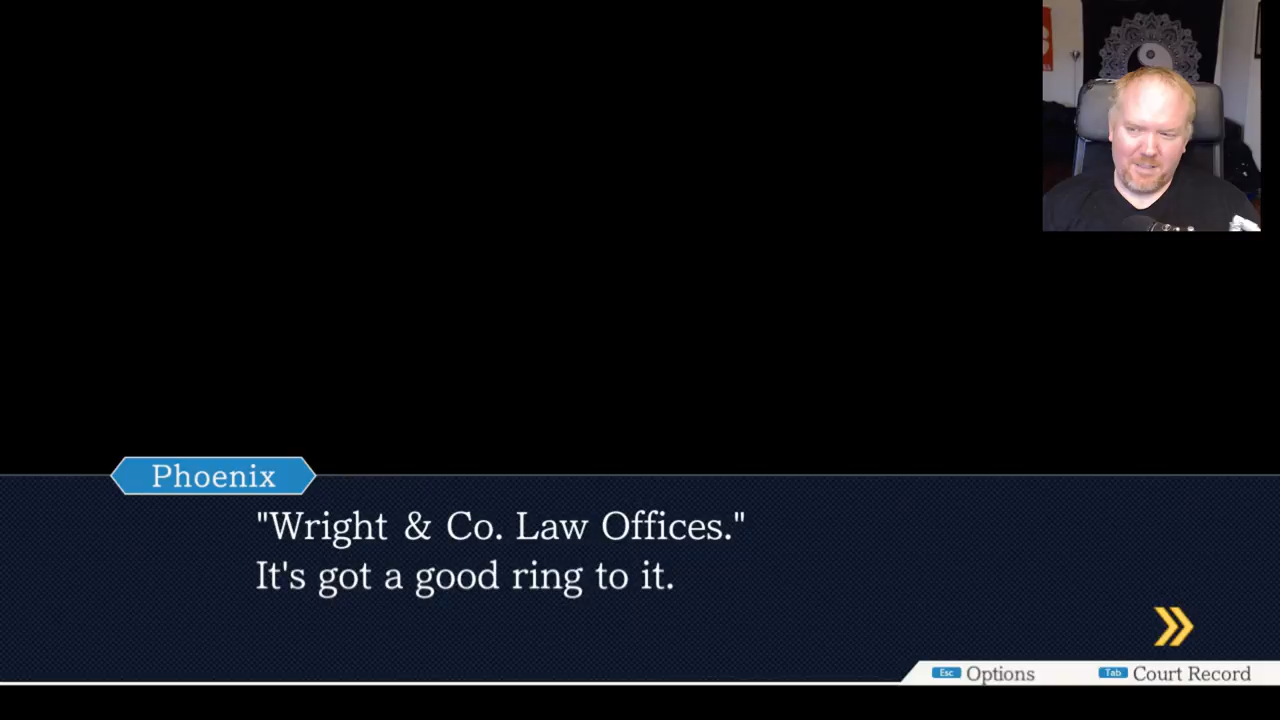 Phoenix
"Wright & Co. Law Offices."
It's got a good ring to it.
Esc Options
Tab Court Record